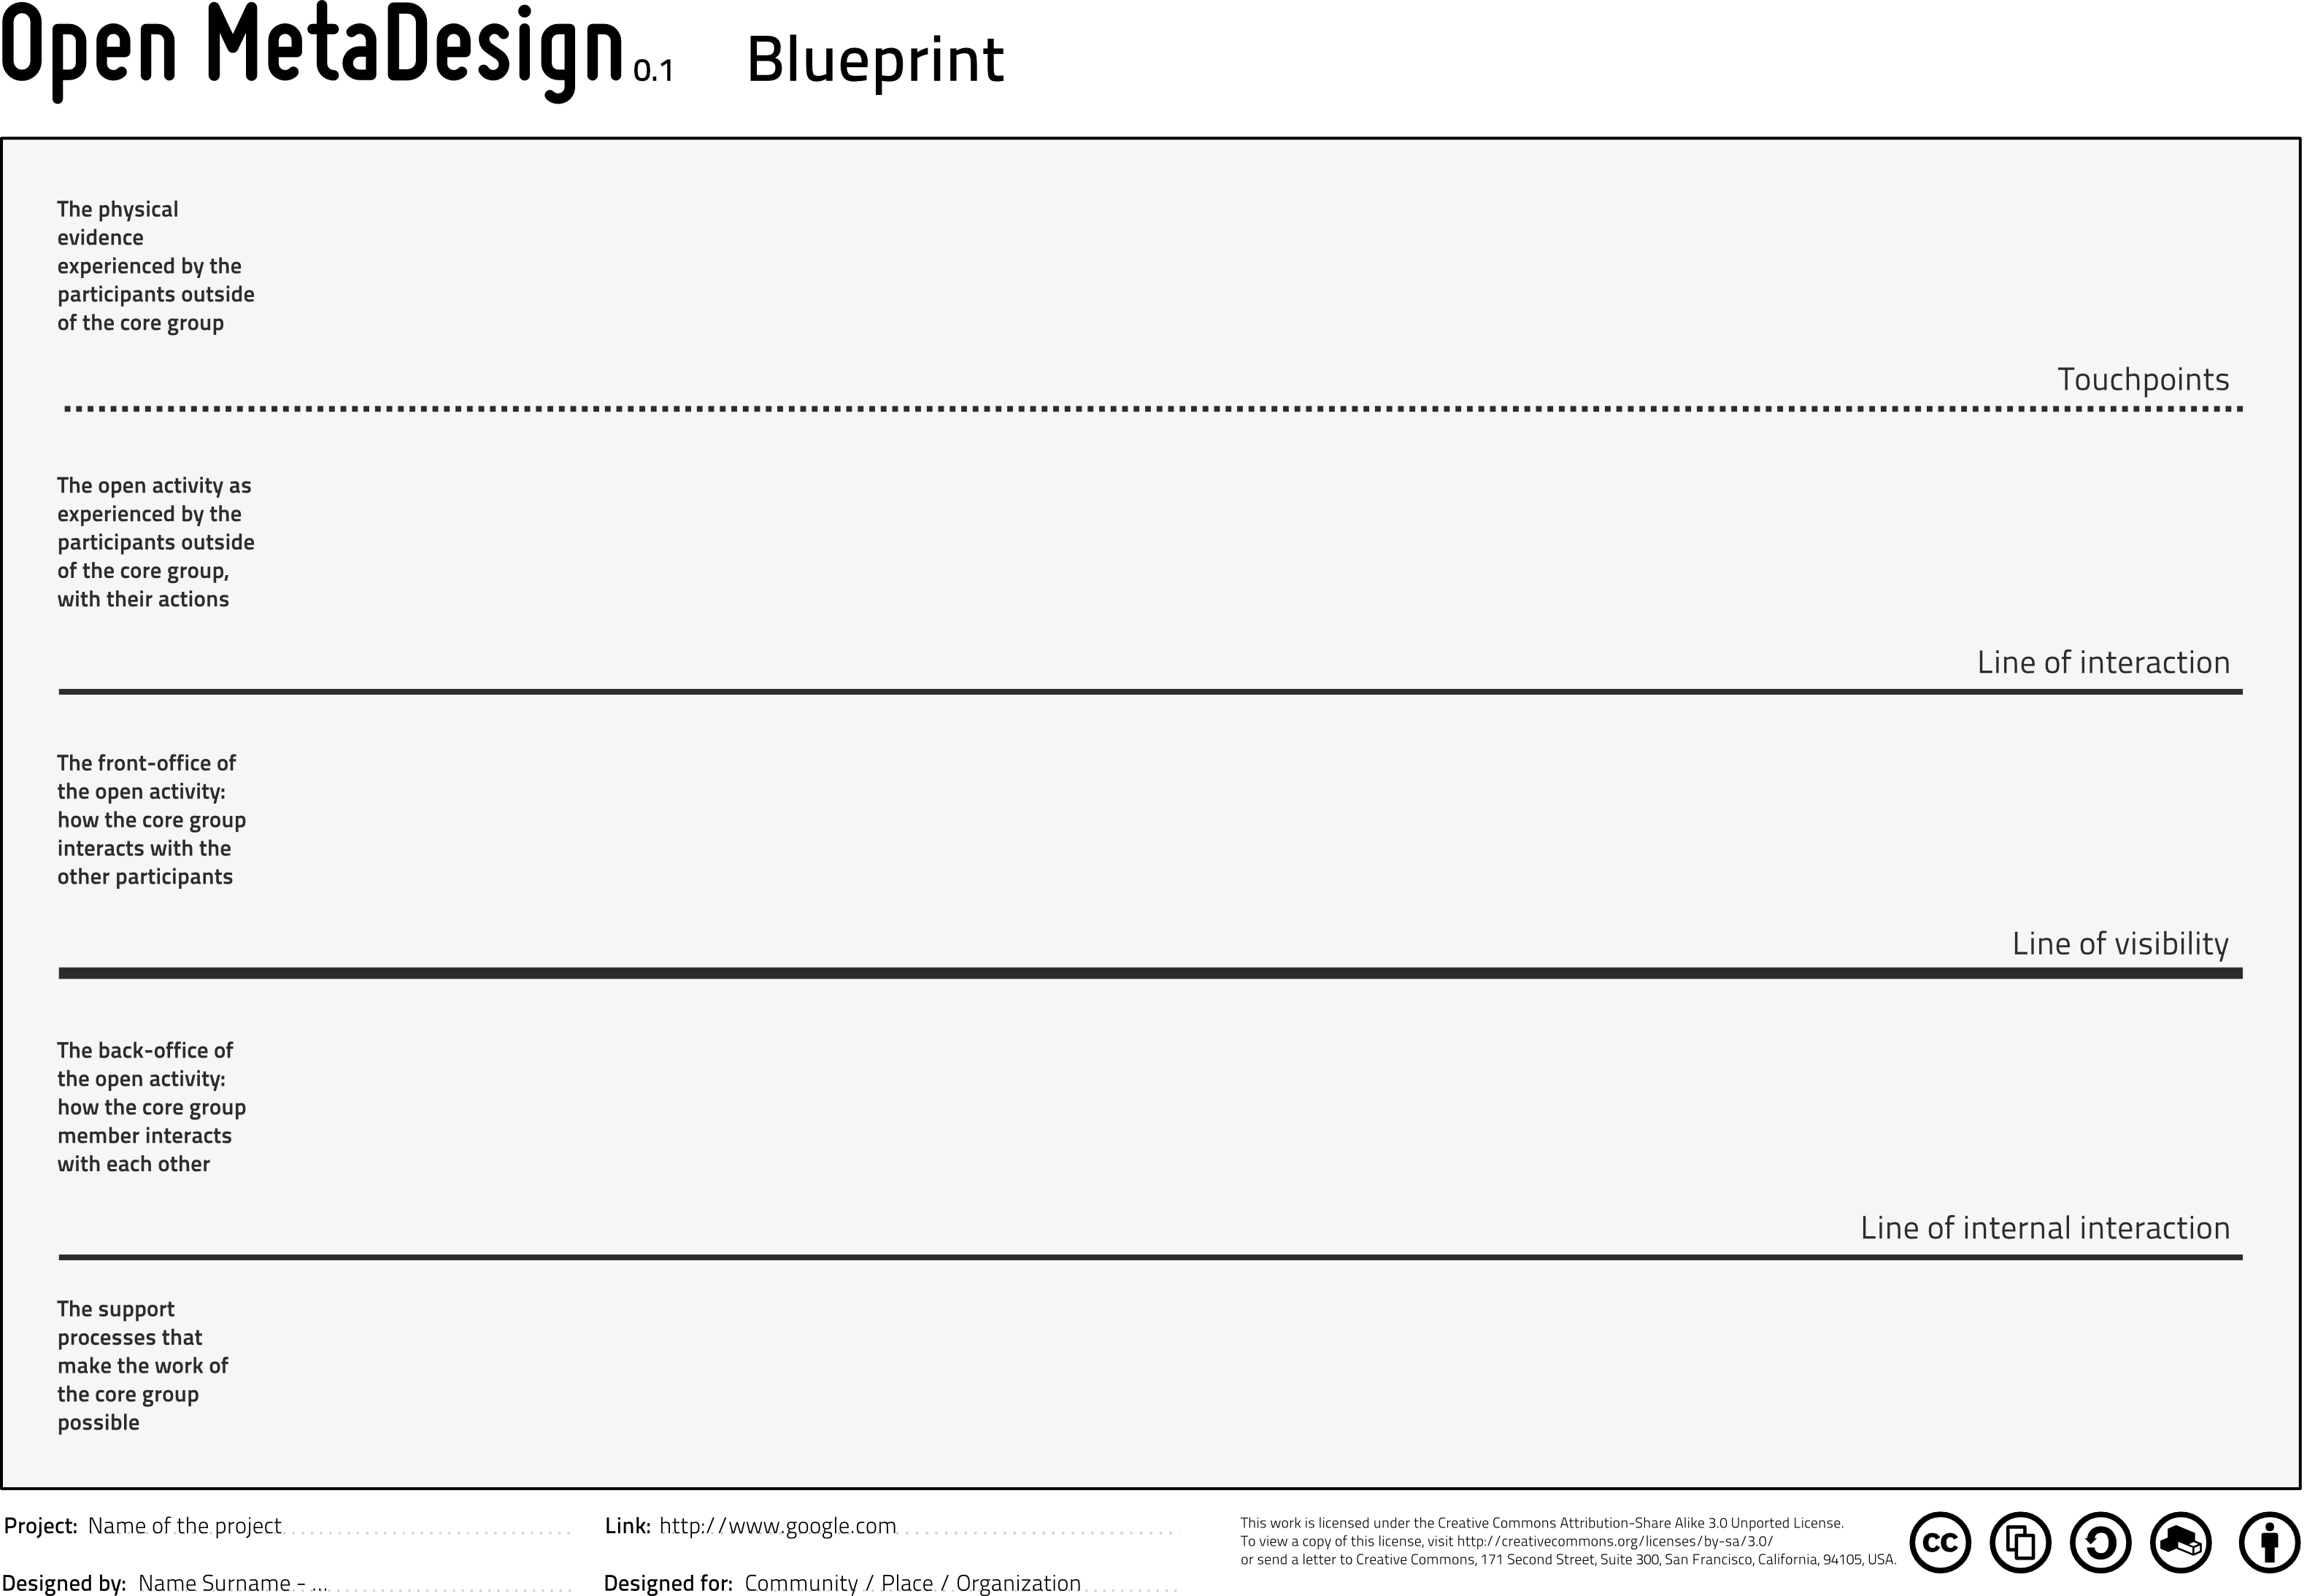 Open MetaDesign 0.1 Blueprint
The physical
evidence
experienced by the
participants outside
of the core group
Touchpoints
The open activity as
experienced by the
participants outside
of the core group,
with their actions
Line of interaction
The front-office of
the open activity:
how the core group
interacts with the
other participants
Line of visibility
The back-office of
the open activity:
how the core group
member interacts
with each other
Line of internal interaction
The support
processes that
make the work of
the core group
possible
Project: Name of the project
Link: http://www.google.com
Designed by: Name Surname - ...
Designed for: Community / Place / Organization
This work is licensed under the Creative Commons Attribution-Share Alike 3.0 Unported License.
To view a copy of this license, visit http://creativecommons.org/licenses/by-sa/3.0/
or send a letter to Creative Commons, 171 Second Street, Suite 300, San Francisco, California, 94105, USA.
cc